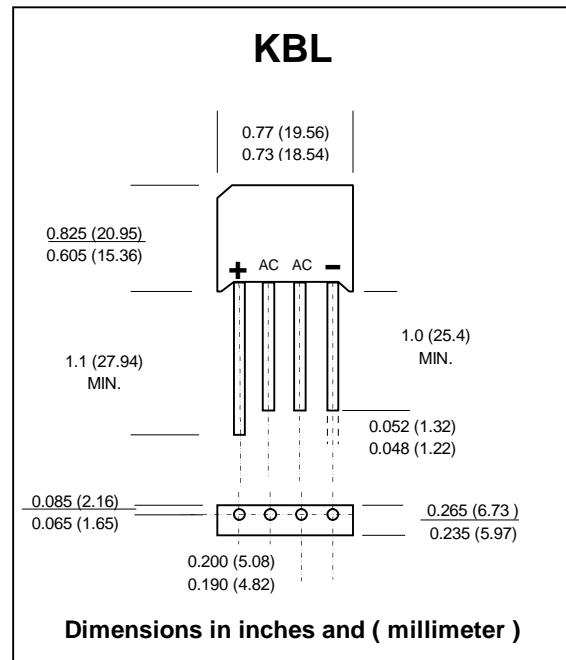 KBL
0.77 (19.56)
0.73 (18.54)
0.825 (20.95)
0.605 (15.36)
+ AC AC -
1.1 (27.94)
MIN.
1.0 (25.4)
MIN.
0.052 (1.32)
0.048 (1.22)
0.085 (2.16)
0.065 (1.65)
0.265 (6.73 )
0.235 (5.97)
0.200 (5.08)
0.190 (4.82)
Dimensions in inches and ( millimeter )